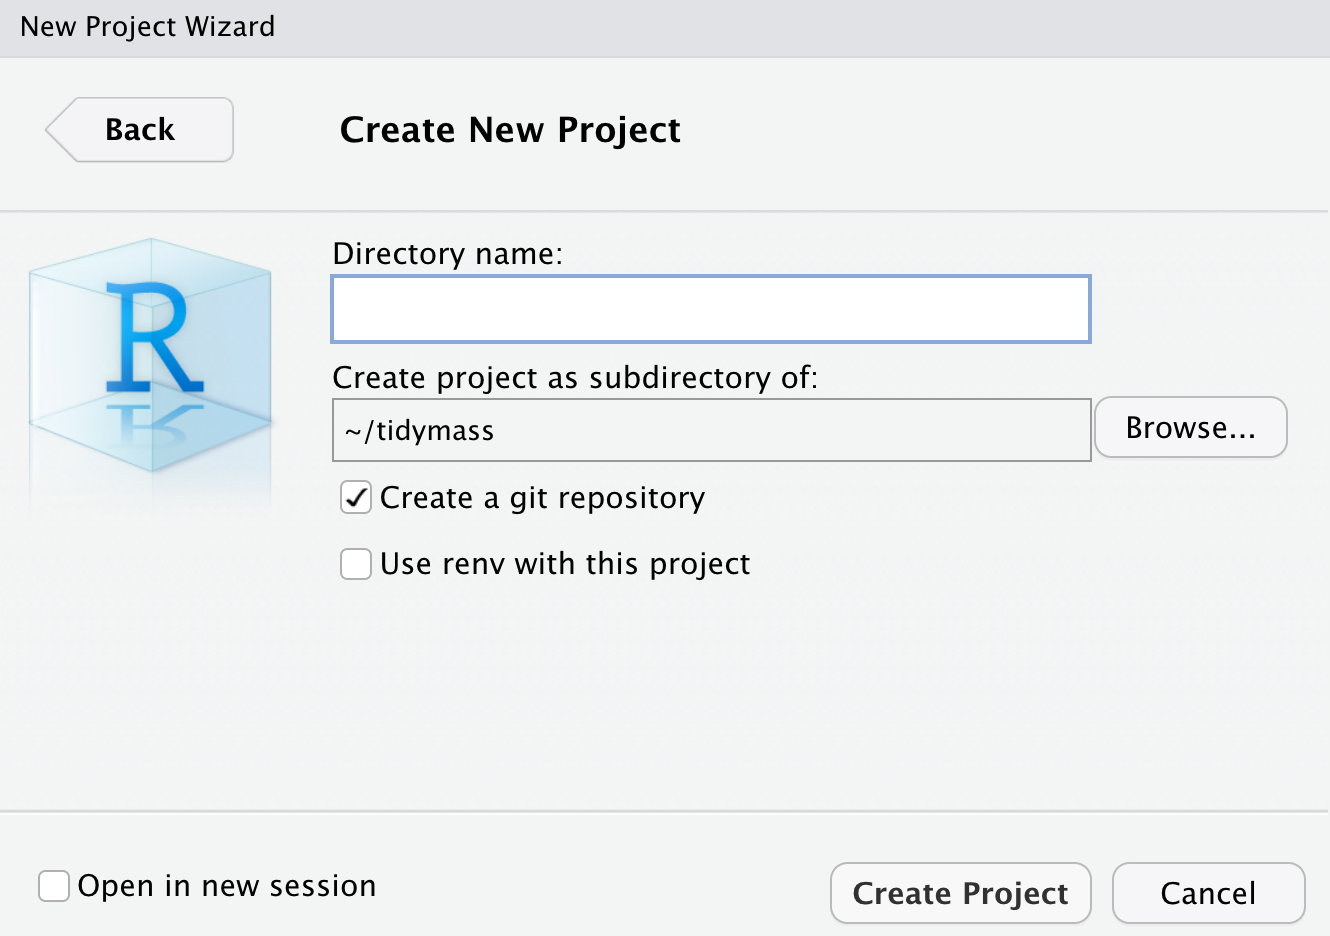 New Project Wizard
Back
Create New Project
R
Directory name:
Create project as subdirectory of:
~/tidymass
Browse...
Create a git repository
Use renv with this project
Open in new session
Create Project
Cancel